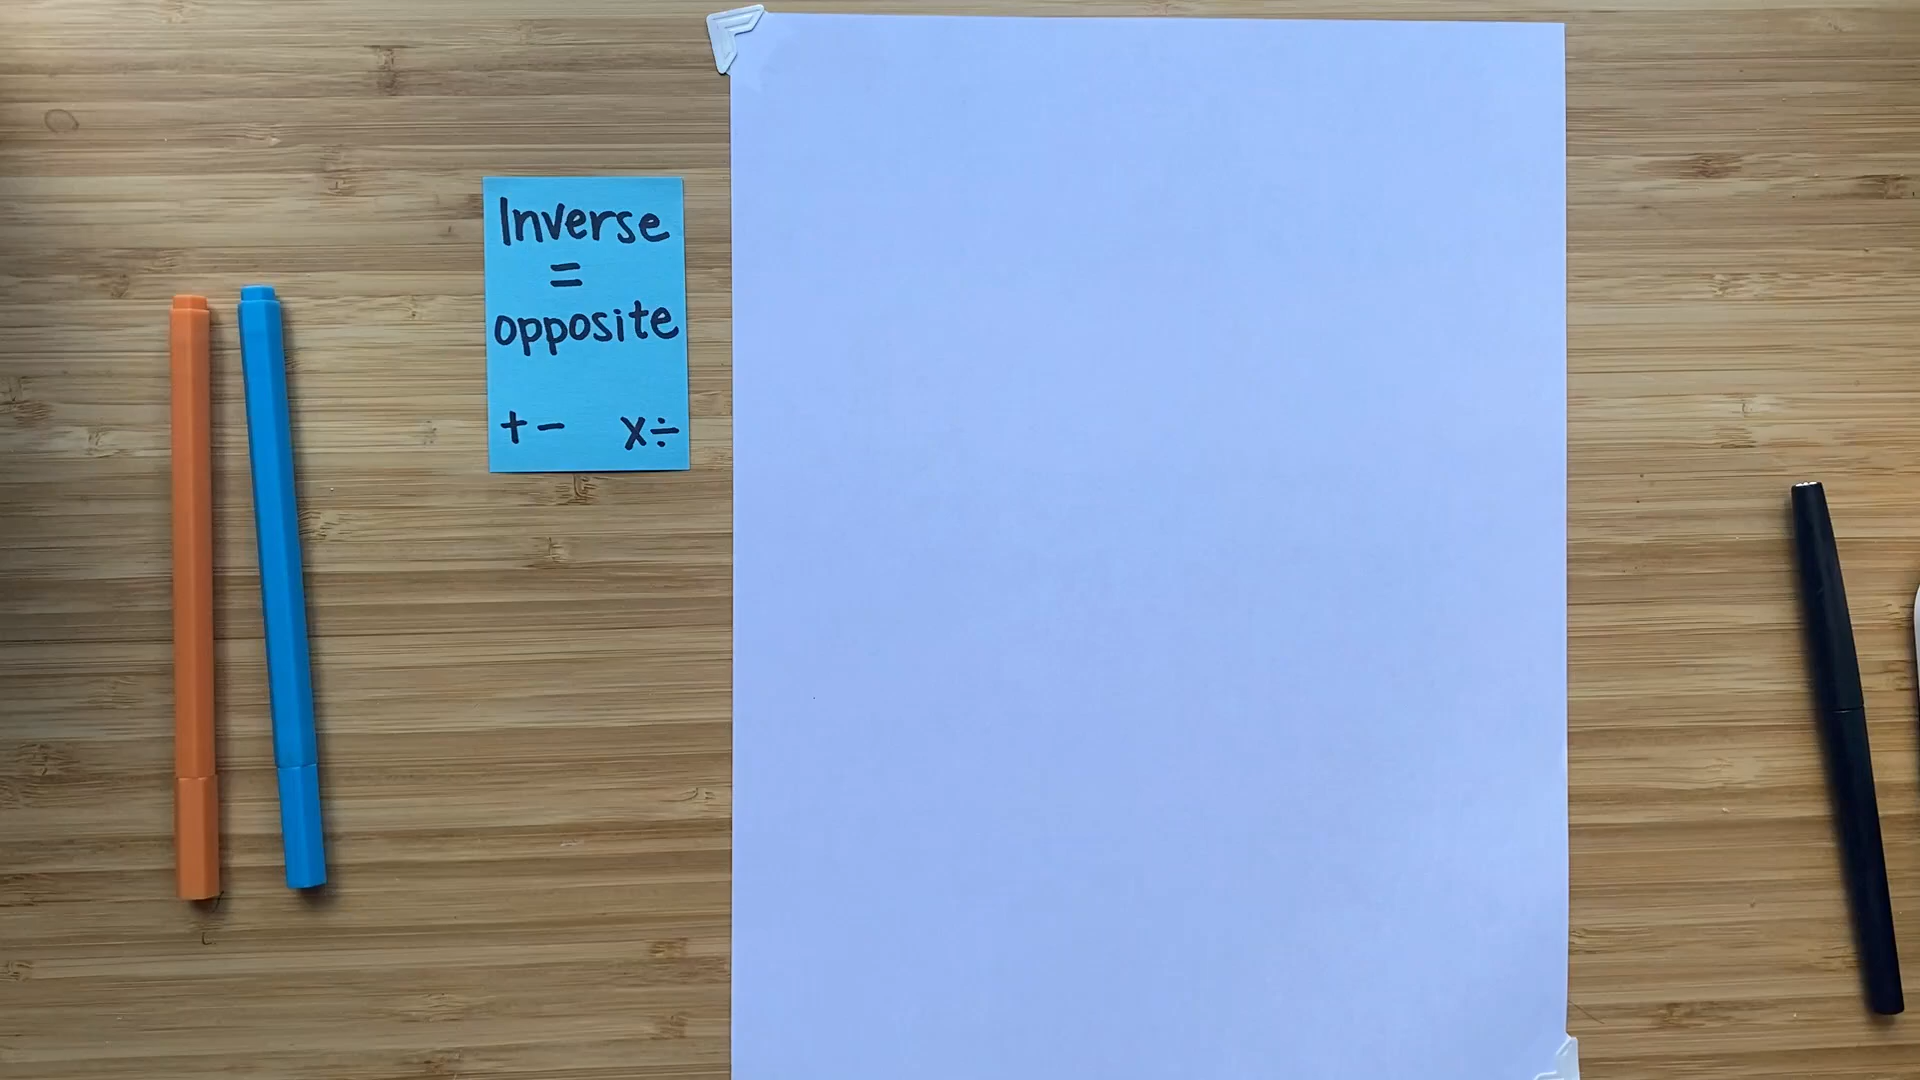 Inverse
=
opposite
+ - x ÷